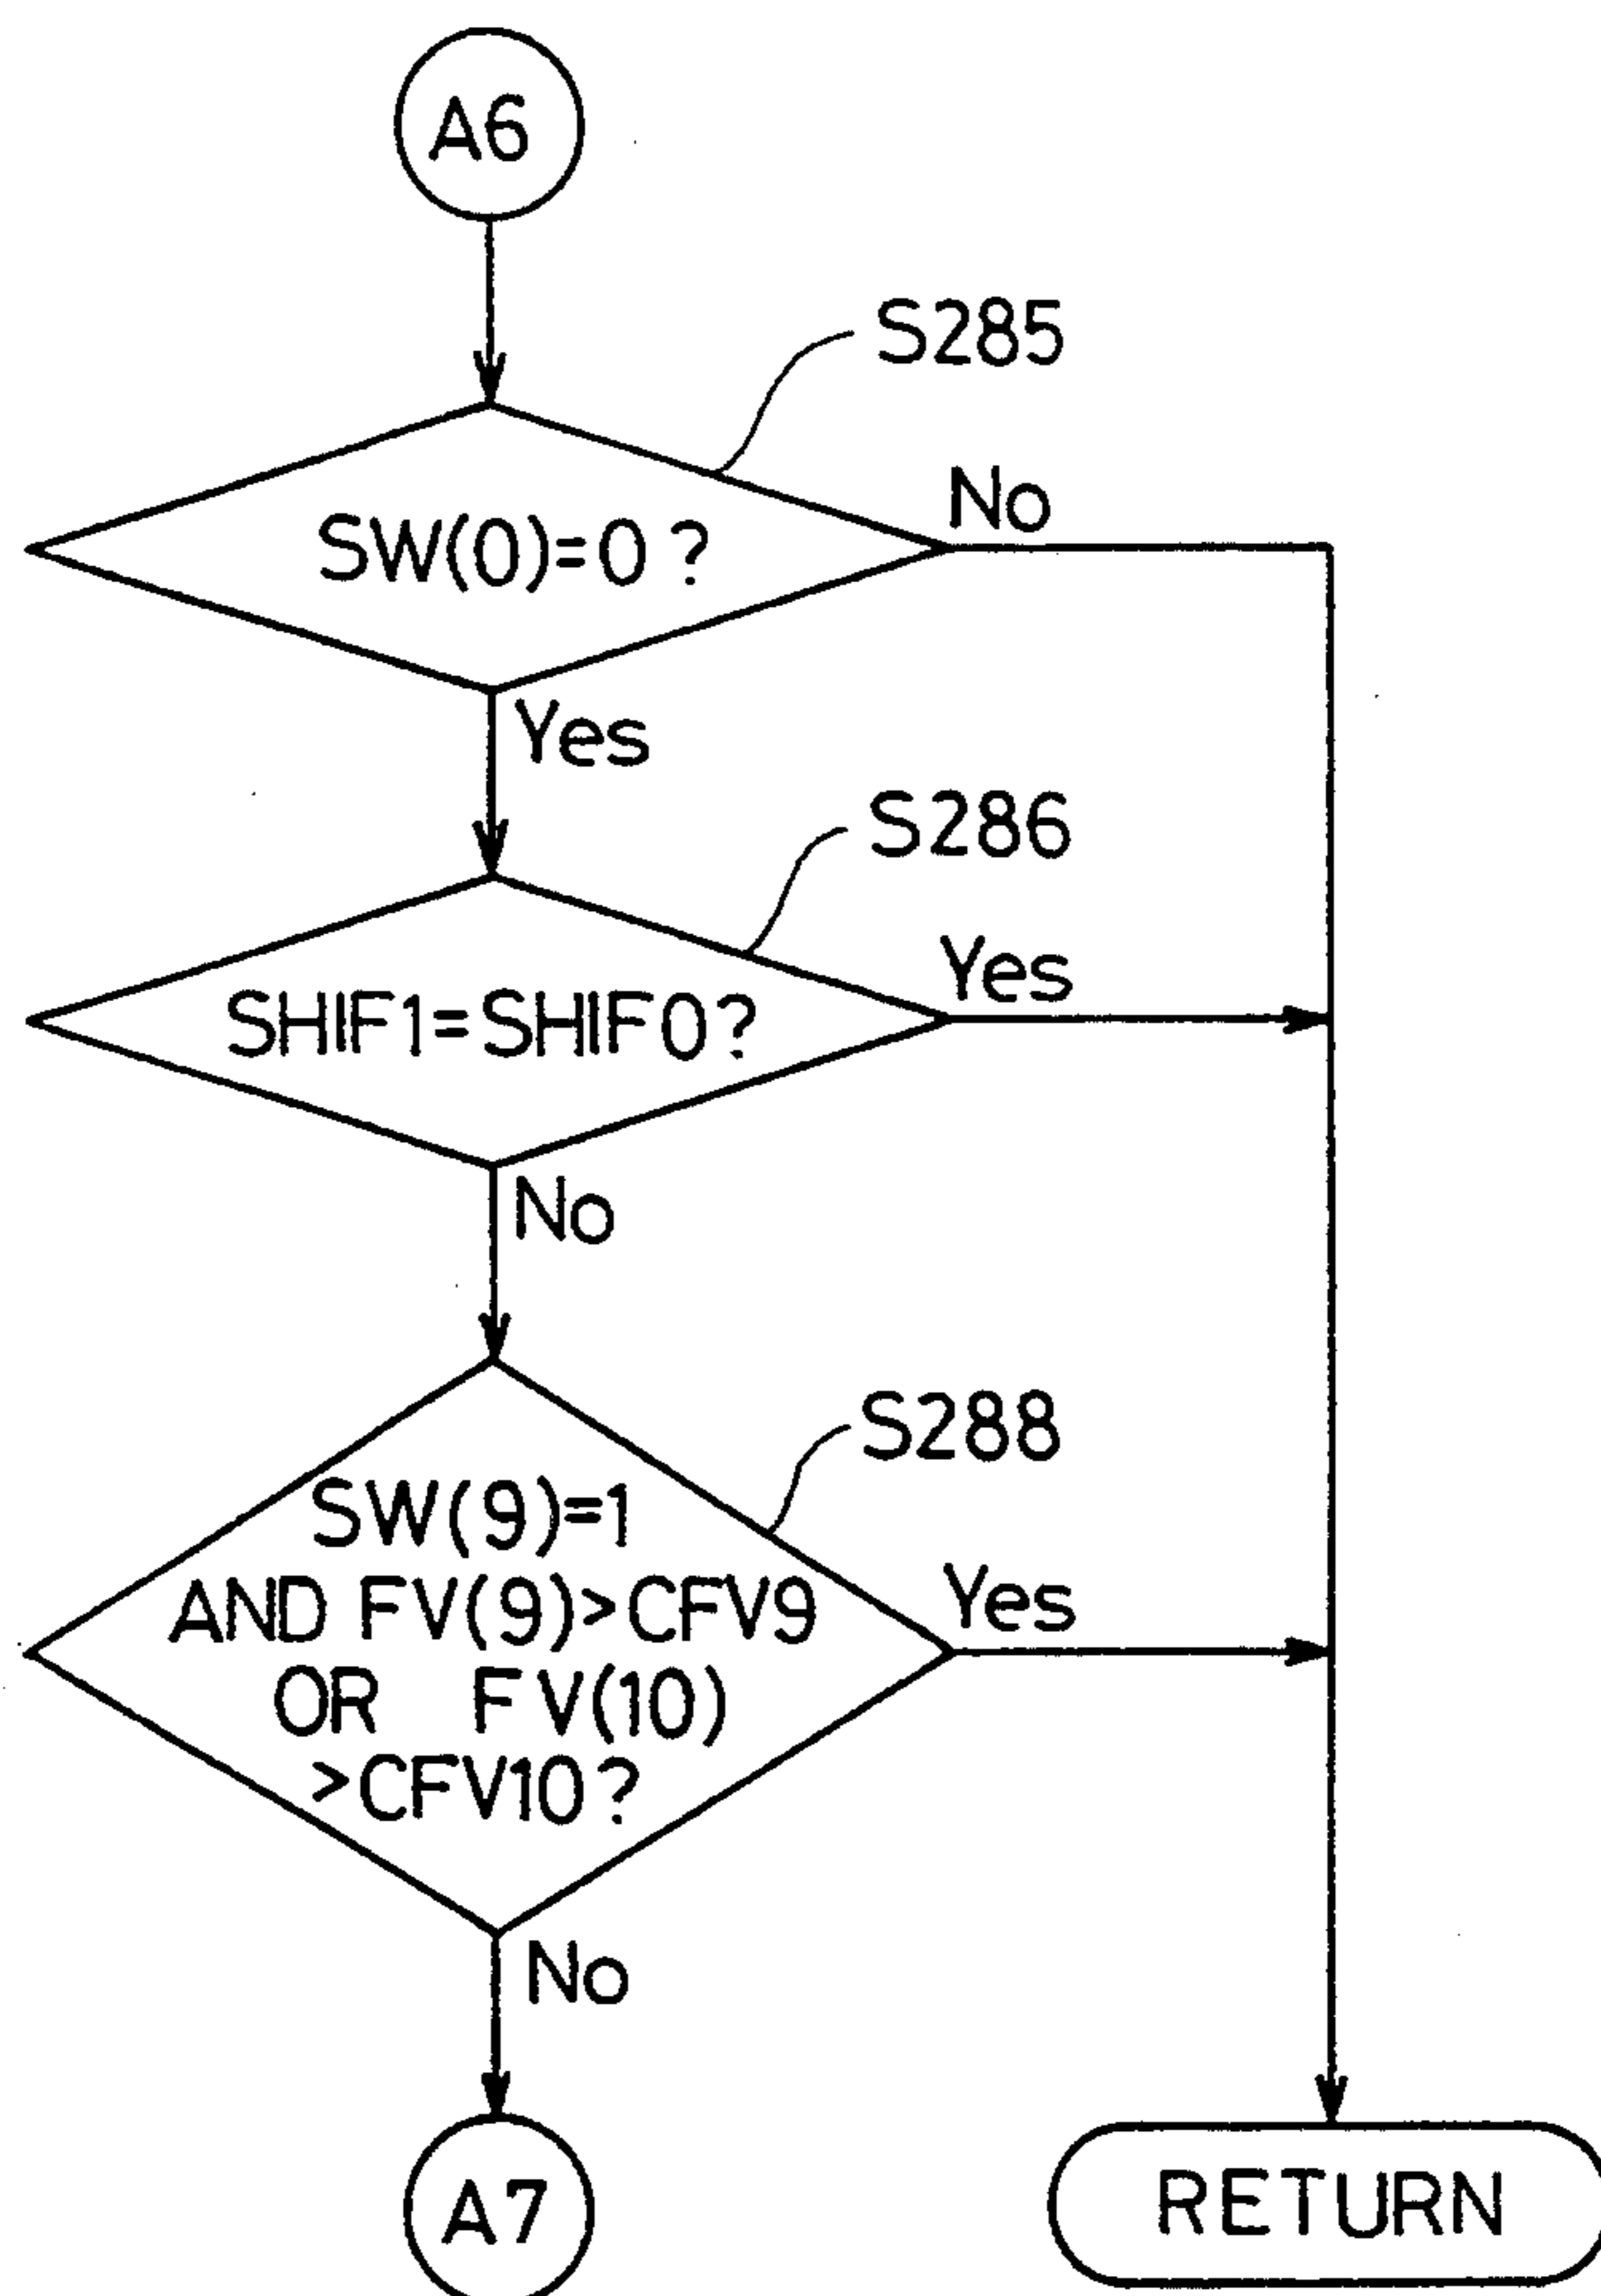 A6
S285
SW(0)=0?
No
Yes
S286
SHIF1=SHIF0?
Yes
No
S288
SW(9)=1
AND FV(9)>CFV9
OR FV(10)
>CFV10?
Yes
No
A7
RETURN